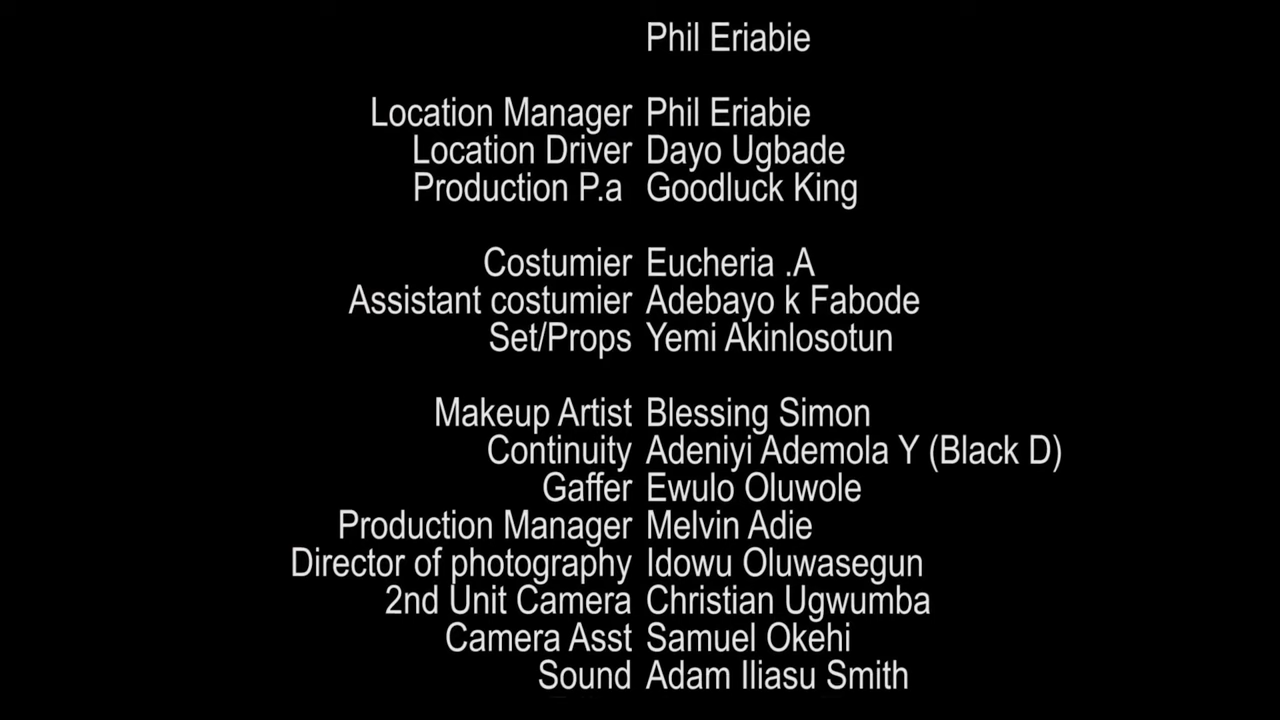 Phil Eriabie
Location Manager Phil Eriabie
Location Driver Dayo Ugbade
Production P.a Goodluck King
Costumier Eucheria .A
Assistant costumier Adebayo k Fabode
Set/Props Yemi Akinlosotun
Makeup Artist Blessing Simon
Continuity Adeniyi Ademola Y (Black D)
Gaffer Ewulo Oluwole
Production Manager Melvin Adie
Director of photography Idowu Oluwasegun
2nd Unit Camera Christian Ugwumba
Camera Asst Samuel Okehi
Sound Adam Iliasu Smith